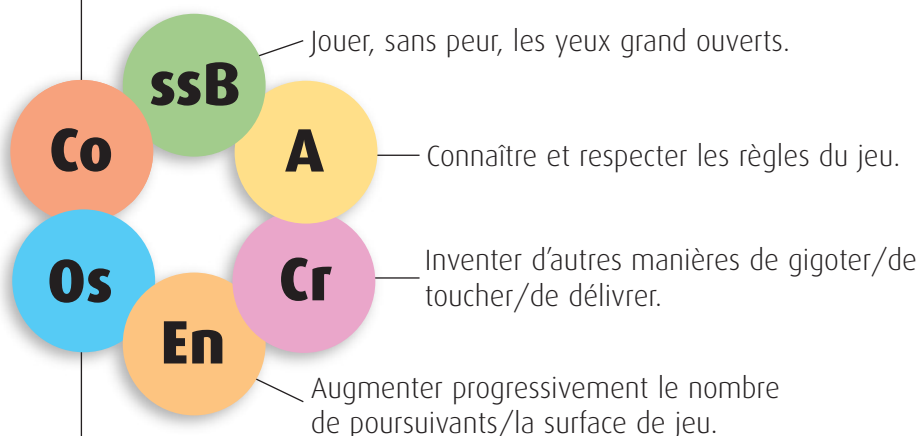 ssB
Jouer, sans peur, les yeux grand ouverts.
Co
A
Connaître et respecter les règles du jeu.
Os
Cr
Inventer d’autres manières de gigoter/de
toucher/de délivrer.
En
Augmenter progressivement le nombre
de poursuivants/la surface de jeu.